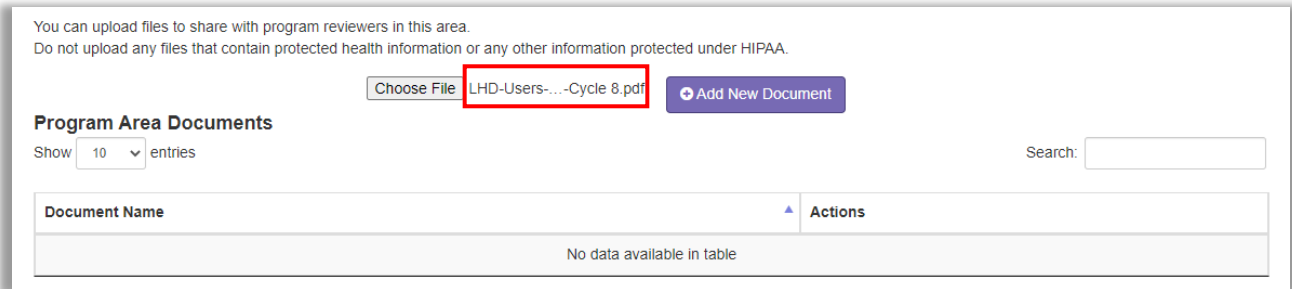 You can upload files to share with program reviewers in this area.
Do not upload any files that contain protected health information or any other information protected under HIPAA.
Choose File LHD-Users-...-Cycle 8.pdf Add New Document
Program Area Documents
Show 10 entries Search:
Document Name Actions
No data available in table